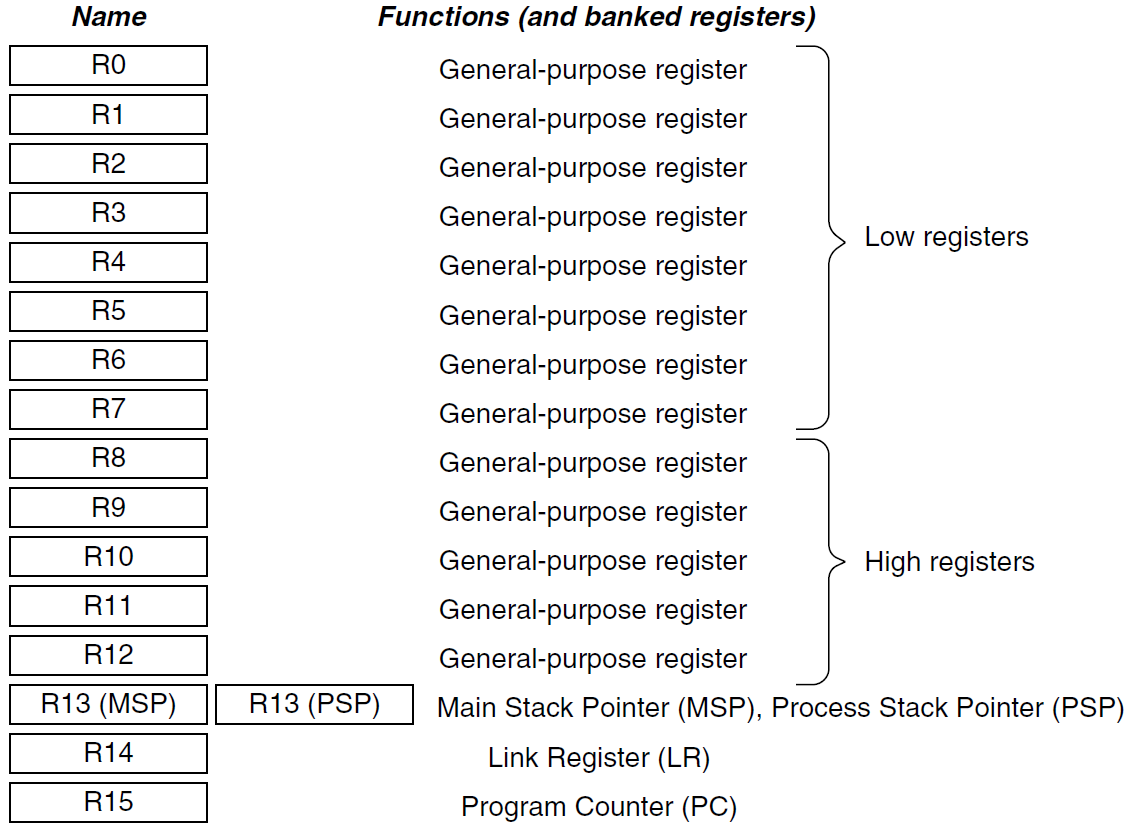 Name Functions (and banked registers)
R0 General-purpose register
R1 General-purpose register
R2 General-purpose register
R3 General-purpose register
Low registers
R4 General-purpose register
R5 General-purpose register
R6 General-purpose register
R7 General-purpose register
R8 General-purpose register
R9 General-purpose register
R10 General-purpose register
High registers
R11 General-purpose register
R12 General-purpose register
R13 (MSP) R13 (PSP) Main Stack Pointer (MSP), Process Stack Pointer (PSP)
R14 Link Register (LR)
R15 Program Counter (PC)